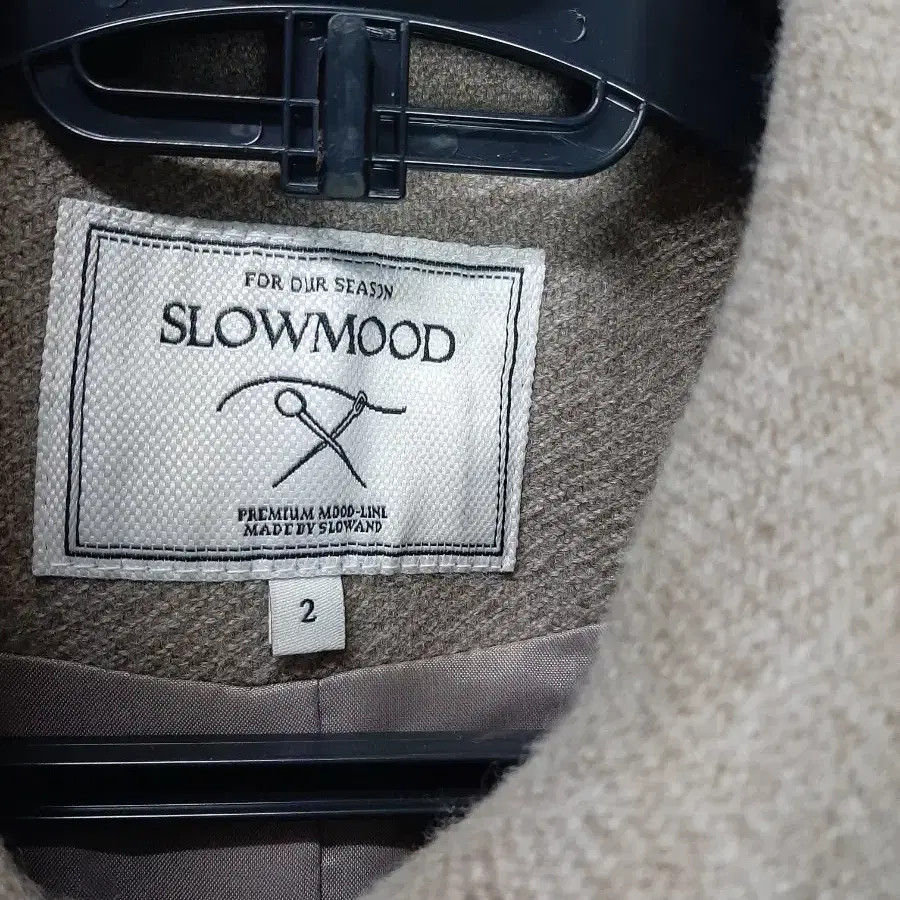 FOR OUR SEASON
SLOWMOOD
PREMIUM MOOD-LINE
MADE BY SLOWAND
2